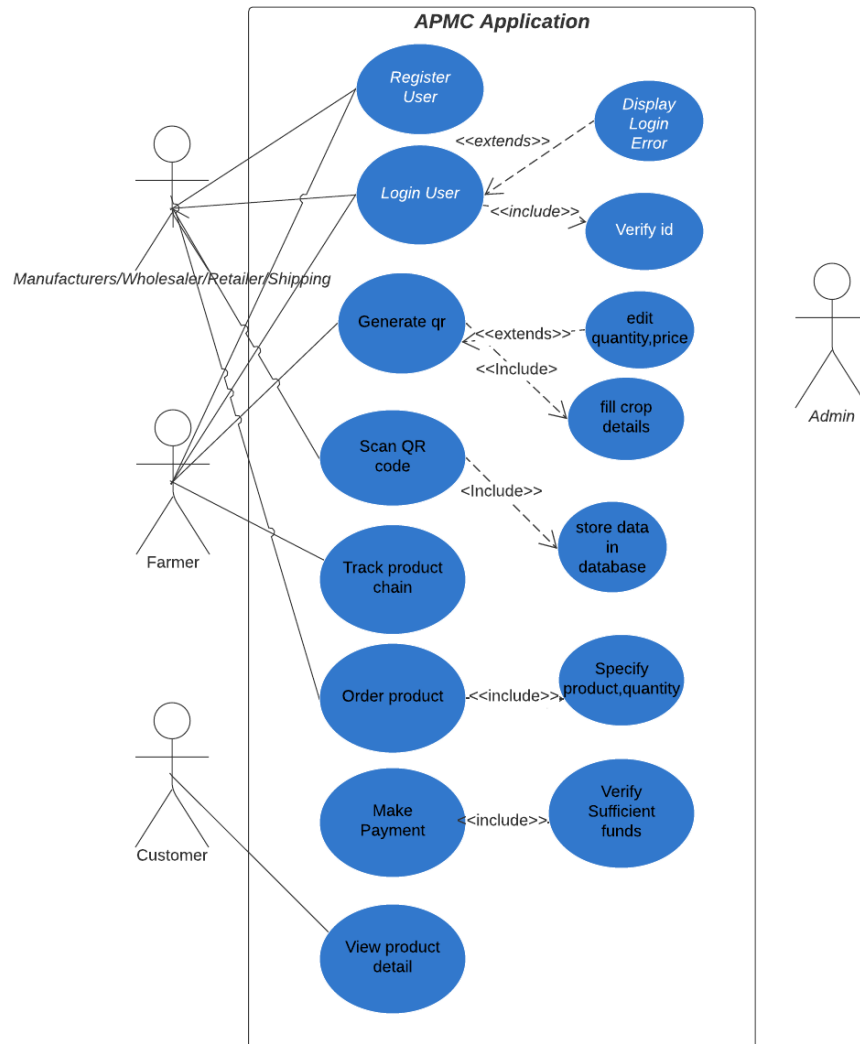 APMC Application
Register
User
Display
Login
Error
<<extends>>
Login User
<<include>>
Verify id
Manufacturers/Wholesaler/Retailer/Shipping
Generate qr
<<extends>>
edit
quantity,price
<<Include>
fill crop
details
Admin
Scan QR
code
<Include>>
store data
in
database
Farmer
Track product
chain
Order product
<<include>>
Specify
product,quantity
Make
Payment
<<include>>
Verify
Sufficient
funds
Customer
View product
detail